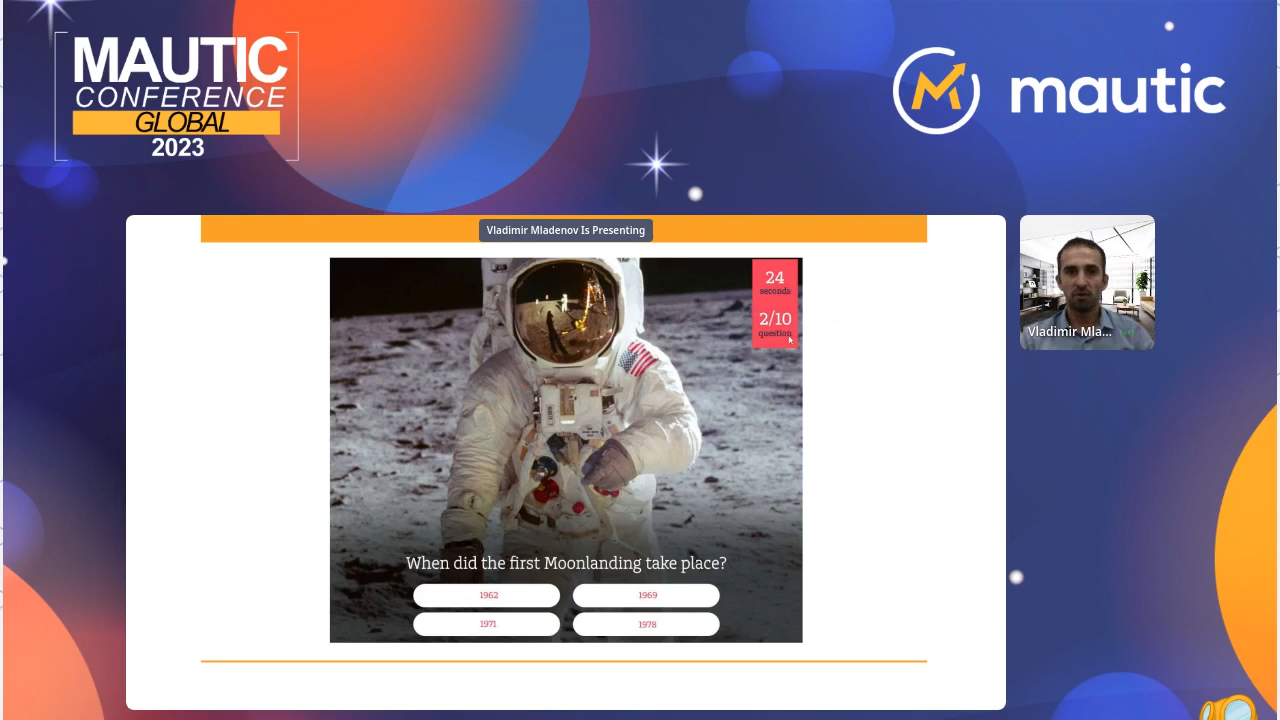 MAUTIC
CONFERENCE
GLOBAL
2023
mautic
Vladimir Mladenov Is Presenting
24
seconds
2/10
question
Vladimir Mla...
When did the first Moonlanding take place?
1962
1969
1971
1978